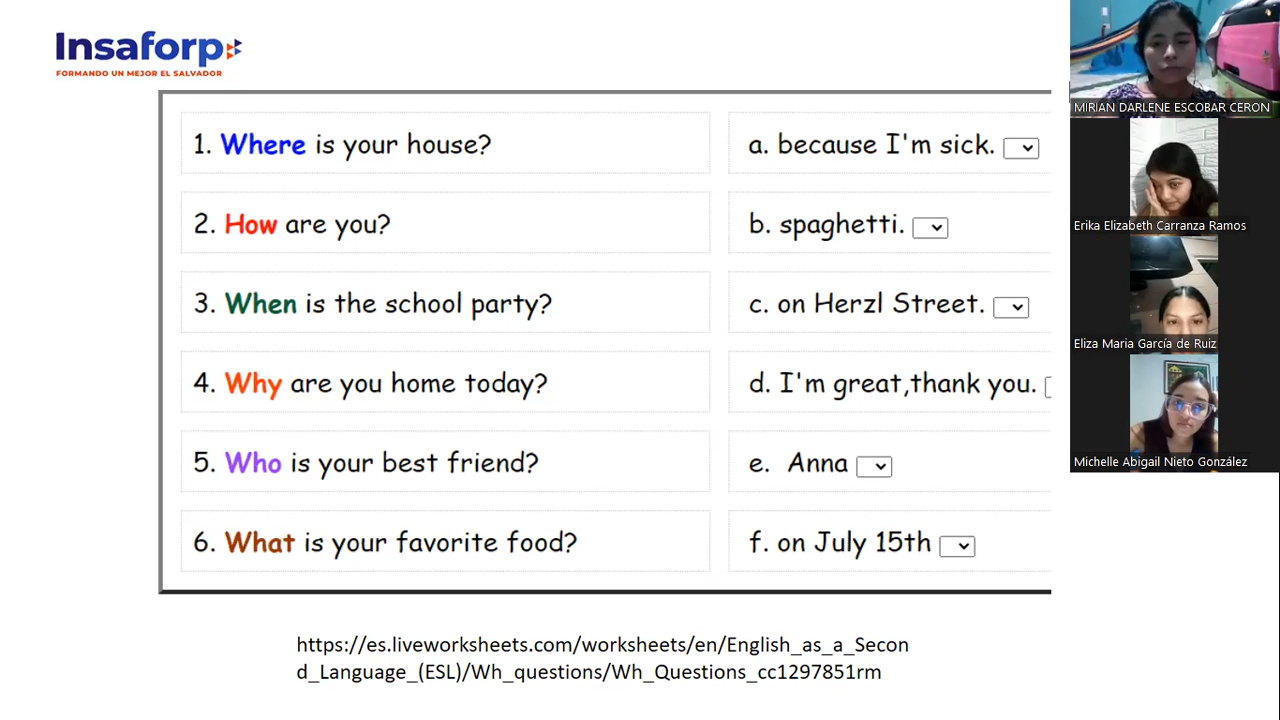 Insaforp
FORMANDO UN MEJOR EL SALVADOR
1. Where is your house?
a. because I'm sick.
2. How are you?
b. spaghetti.
3. When is the school party?
c. on Herzl Street.
4. Why are you home today?
d. I'm great,thank you.
5. Who is your best friend?
e. Anna
6. What is your favorite food?
f. on July 15th
https://es.liveworksheets.com/worksheets/en/English_as_a_Secon
d_Language_(ESL)/Wh_questions/Wh_Questions_cc1297851rm
MIRIAN DARLENE ESCOBAR CERON
Erika Elizabeth Carranza Ramos
Eliza Maria García de Ruiz
Michelle Abigail Nieto González